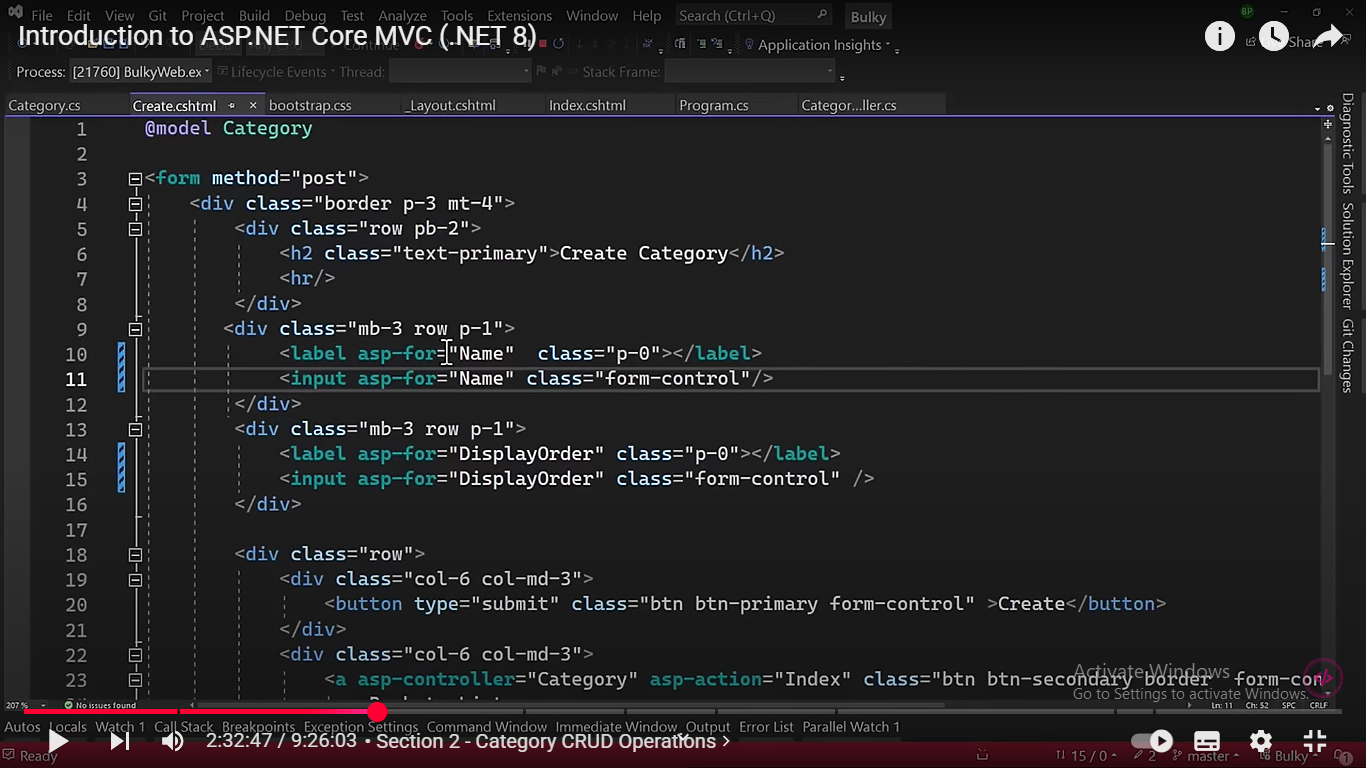 File Edit View Git Project Build Debug Test Analyze Tools Extensions Window Help Search (Ctrl+Q) Bulky
Introduction to ASP.NET Core MVC (.NET 8)
Application Insights
Share
Process: [21760] BulkyWeb.ex Lifecycle Events Thread: Stack Frame:
Category.cs Create.cshtml bootstrap.css _Layout.cshtml Index.cshtml Program.cs Categor...ller.cs
1 @model Category
2
3 <form method="post">
4 <div class="border p-3 mt-4">
5 <div class="row pb-2">
6 <h2 class="text-primary">Create Category</h2>
7 <hr/>
8 </div>
9 <div class="mb-3 row p-1">
10 <label asp-for="Name"  class="p-0"></label>
11 <input asp-for="Name" class="form-control"/>
12 </div>
13 <div class="mb-3 row p-1">
14 <label asp-for="DisplayOrder" class="p-0"></label>
15 <input asp-for="DisplayOrder" class="form-control" />
16 </div>
17
18 <div class="row">
19 <div class="col-6 col-md-3">
20 <button type="submit" class="btn btn-primary form-control" >Create</button>
21 </div>
22 <div class="col-6 col-md-3">
23 <a asp-controller="Category" asp-action="Index" class="btn btn-secondary border  form-con
Diagnostic Tools
Solution Explorer
Git Changes
Activate Windows
Go to Settings to activate Windows.
207 % No issues found Ln: 11 Ch: 52 SPC CRLF
Autos Locals Watch 1 Call Stack Breakpoints Exception Settings Command Window Immediate Window Output Error List Parallel Watch 1
2:32:47 / 9:26:03 • Section 2 - Category CRUD Operations >
Ready 15 / 0 2 master Bulky 1